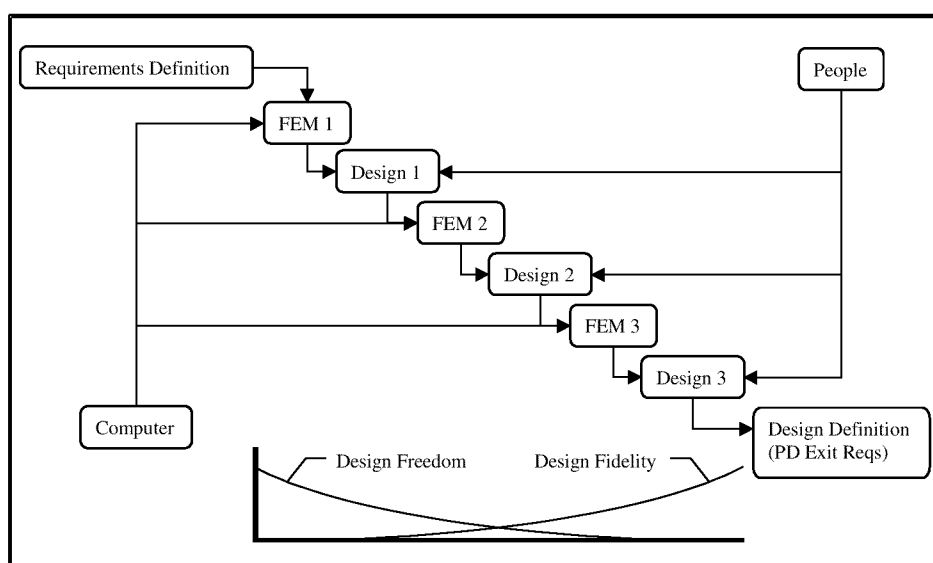 Requirements Definition
People
FEM 1
Design 1
FEM 2
Design 2
FEM 3
Design 3
Computer
Design Definition
(PD Exit Reqs)
Design Freedom
Design Fidelity